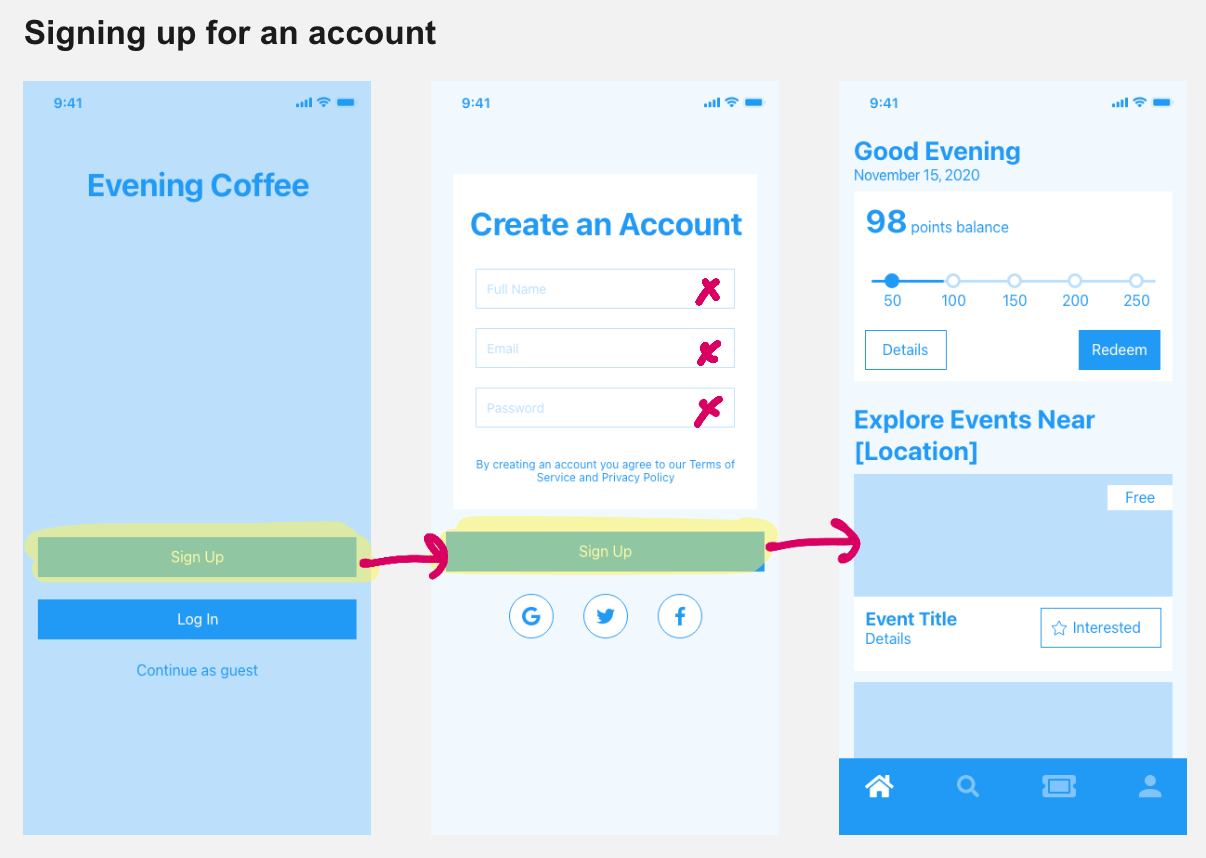 Signing up for an account
9:41
Evening Coffee
Sign Up
Log In
Continue as guest
9:41
Create an Account
Full Name
Email
Password
By creating an account you agree to our Terms of
Service and Privacy Policy
Sign Up
9:41
Good Evening
November 15, 2020
98 points balance
50 100 150 200 250
Details Redeem
Explore Events Near
[Location]
Free
Event Title
Details
Interested